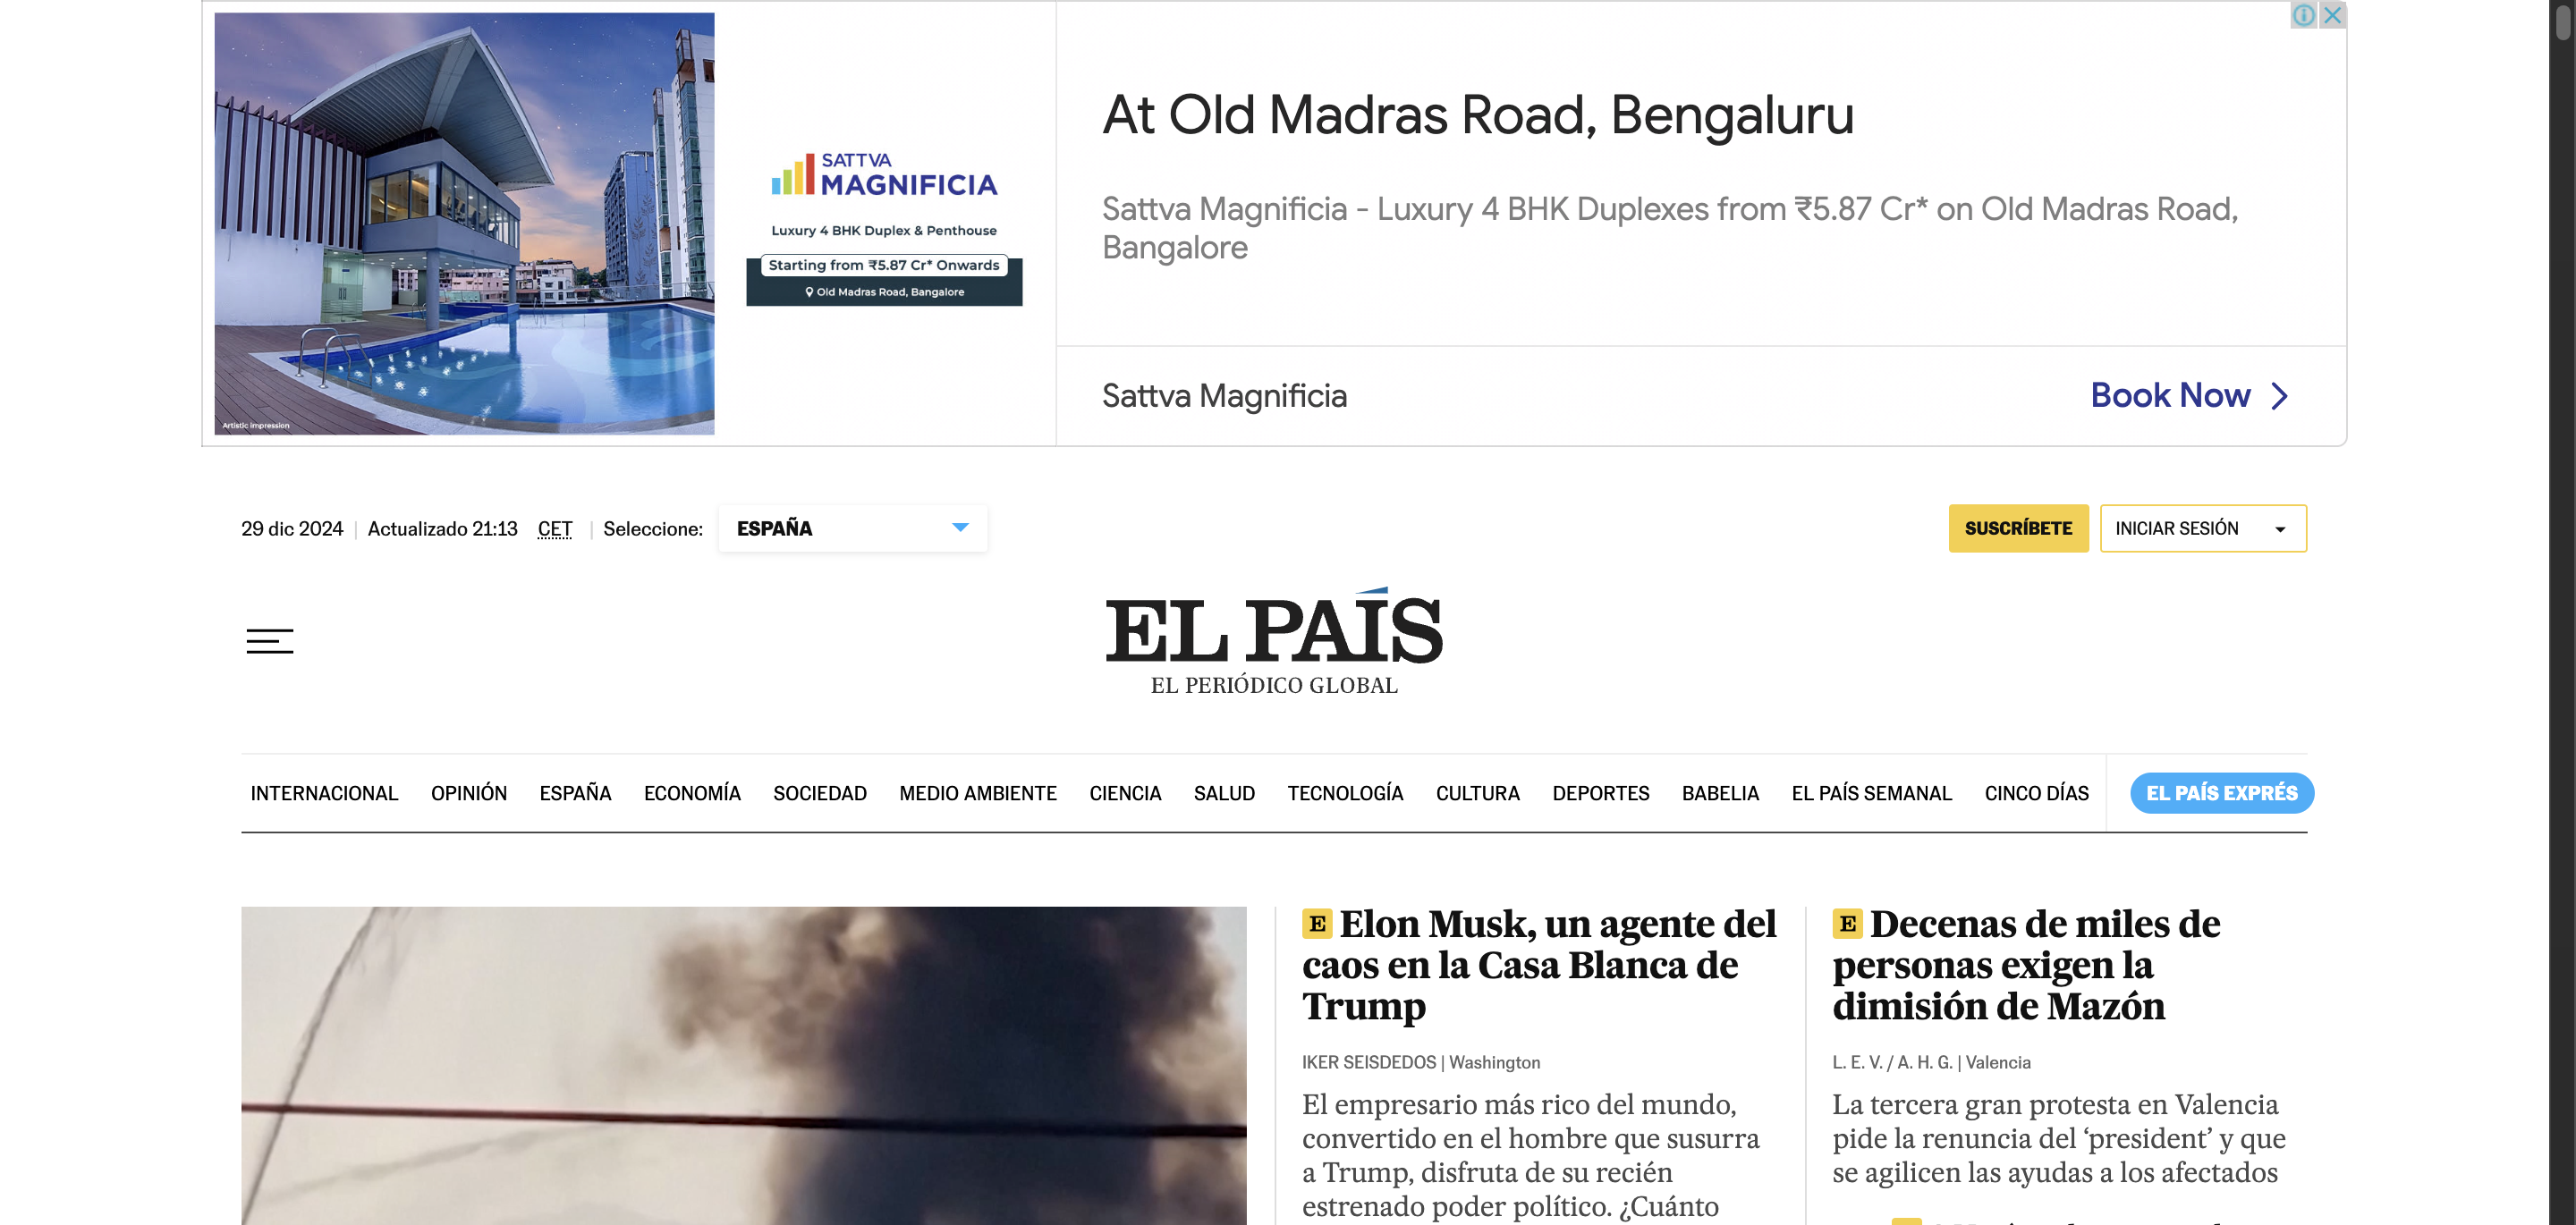 SATTVA
MAGNIFICIA
Luxury 4 BHK Duplex & Penthouse
Starting from ₹5.87 Cr* Onwards
Old Madras Road, Bangalore
Artistic impression
At Old Madras Road, Bengaluru
Sattva Magnificia - Luxury 4 BHK Duplexes from ₹5.87 Cr* on Old Madras Road,
Bangalore
Sattva Magnificia
Book Now
29 dic 2024 | Actualizado 21:13 CET | Seleccione: ESPAÑA
SUSCRÍBETE
INICIAR SESIÓN
EL PAÍS
EL PERIÓDICO GLOBAL
INTERNACIONAL OPINIÓN ESPAÑA ECONOMÍA SOCIEDAD MEDIO AMBIENTE CIENCIA SALUD TECNOLOGÍA CULTURA DEPORTES BABELIA EL PAÍS SEMANAL CINCO DÍAS EL PAÍS EXPRÉS
E Elon Musk, un agente del
caos en la Casa Blanca de
Trump
IKER SEISDEDOS | Washington
El empresario más rico del mundo,
convertido en el hombre que susurra
a Trump, disfruta de su recién
estrenado poder político. ¿Cuánto
E Decenas de miles de
personas exigen la
dimisión de Mazón
L. E. V. / A. H. G. | Valencia
La tercera gran protesta en Valencia
pide la renuncia del ‘president’ y que
se agilicen las ayudas a los afectados